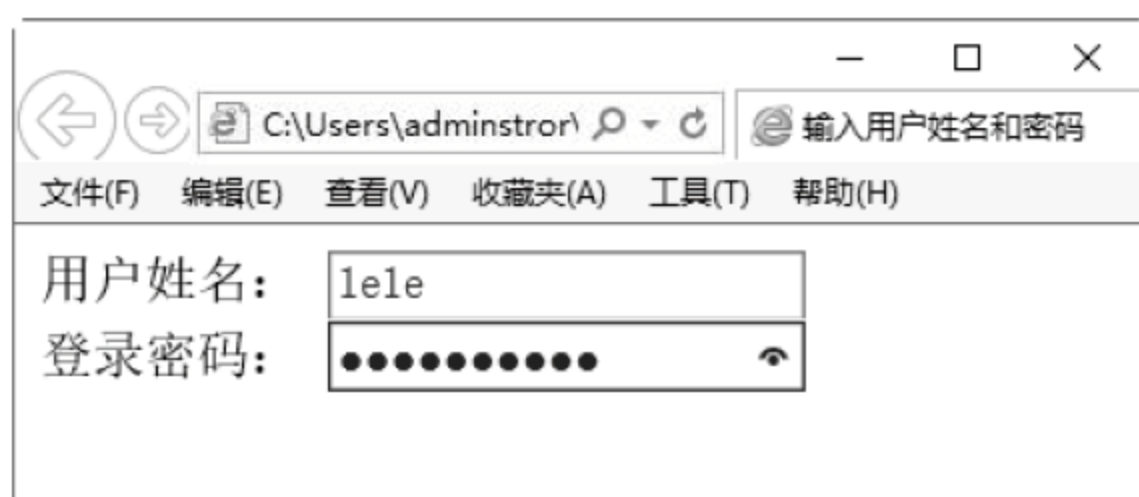 C:\Users\adminstror\ 输入用户姓名和密码
文件(F) 编辑(E) 查看(V) 收藏夹(A) 工具(T) 帮助(H)
用户姓名： lele
登录密码： ●●●●●●●●●●